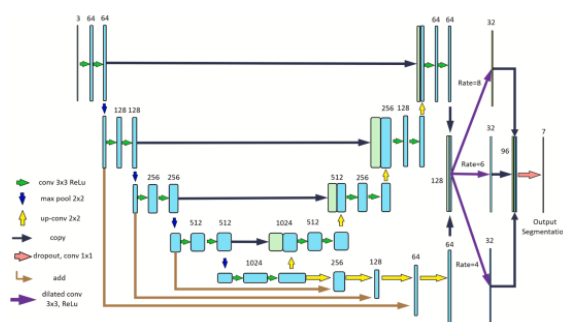 3 64 64
64 64
32
Rate=8
128 128
256 128
32
Rate=6
96
7
128
256 256
512 256
Output
Segmentation
conv 3x3 ReLu
max pool 2x2
up-conv 2x2
copy
dropout, conv 1x1
add
dilated conv
3x3, ReLu
512 512
1024 512
1024
256
128
64
64
Rate=4
32